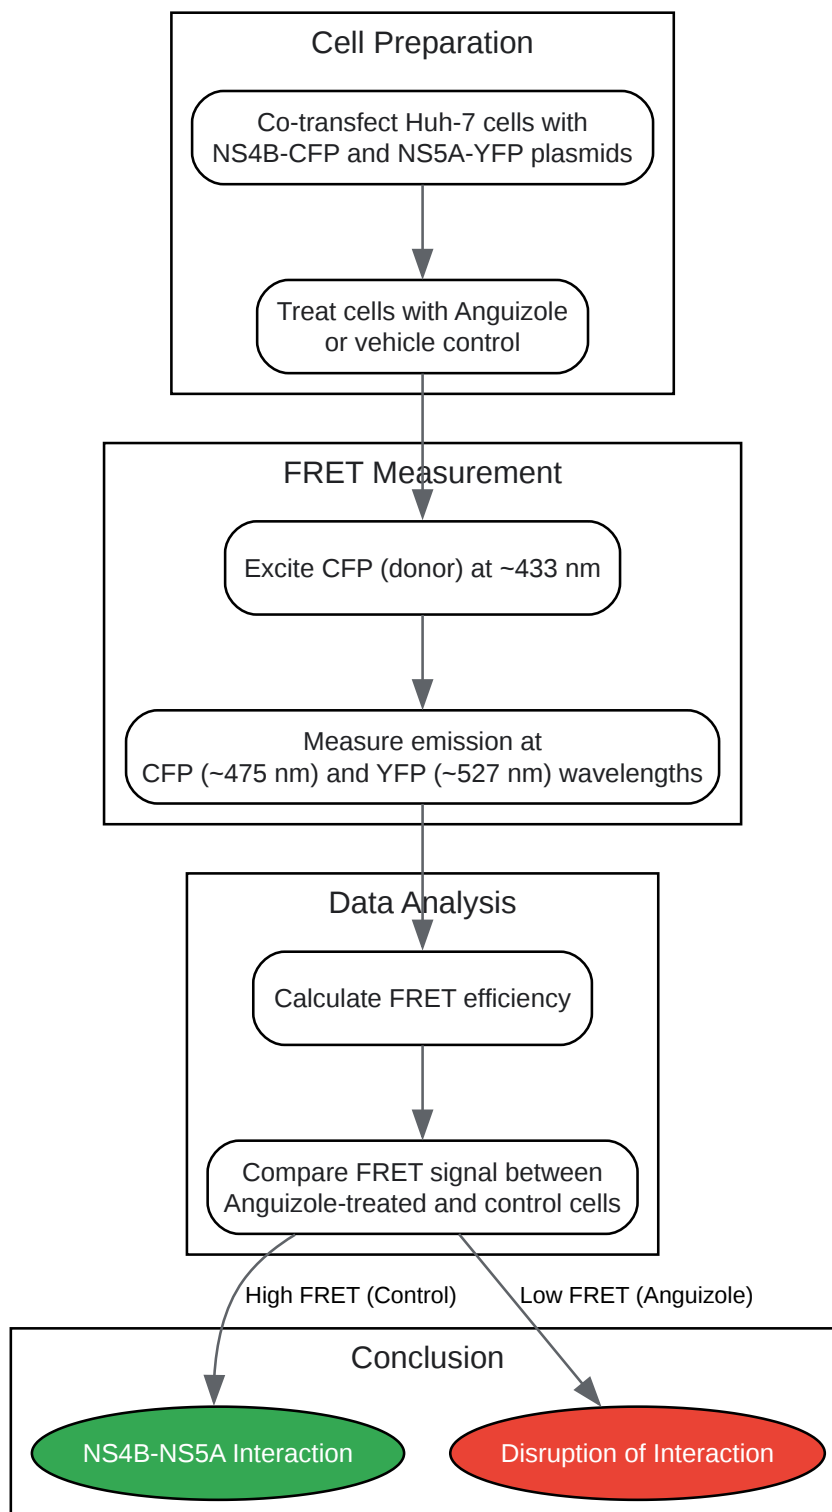 Cell Preparation
Co-transfect Huh-7 cells with
NS4B-CFP and NS5A-YFP plasmids
Treat cells with Anguizole
or vehicle control
FRET Measurement
Excite CFP (donor) at ~433 nm
Measure emission at
CFP (~475 nm) and YFP (~527 nm) wavelengths
Data Analysis
Calculate FRET efficiency
Compare FRET signal between
Anguizole-treated and control cells
High FRET (Control)
Low FRET (Anguizole)
Conclusion
NS4B-NS5A Interaction
Disruption of Interaction